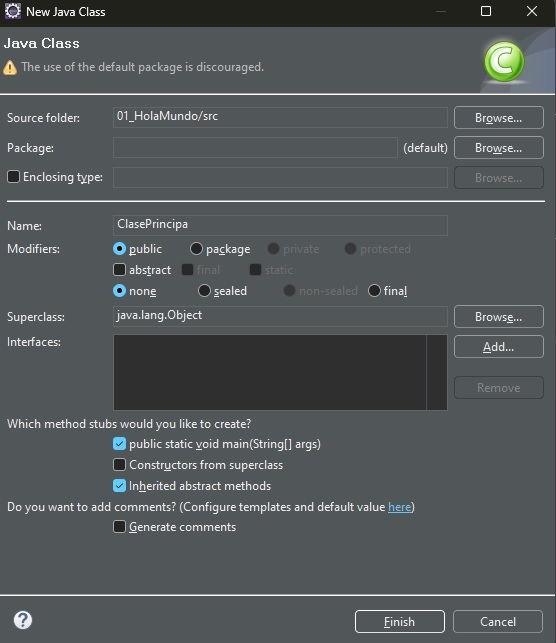 New Java Class
Java Class
The use of the default package is discouraged.
Source folder: 01_HolaMundo/src Browse...
Package: (default) Browse...
Enclosing type: Browse...
Name: ClasePrincipa
Modifiers: public package private protected
abstract final static
none sealed non-sealed final
Superclass: java.lang.Object Browse...
Interfaces: Add...
Remove
Which method stubs would you like to create?
public static void main(String[] args)
Constructors from superclass
Inherited abstract methods
Do you want to add comments? (Configure templates and default value here)
Generate comments
? Finish Cancel